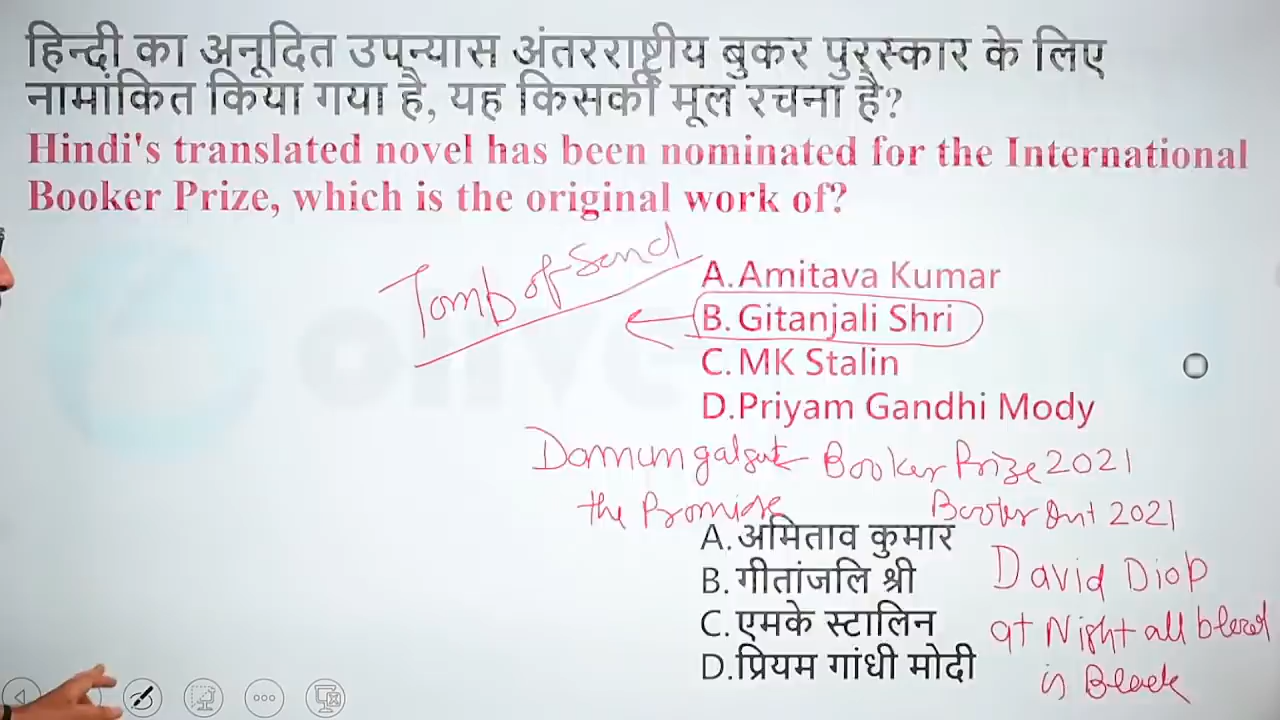 हिन्दी का अनूदित उपन्यास अंतरराष्ट्रीय बुकर पुरस्कार के लिए
नामांकित किया गया है, यह किसकी मूल रचना है?
Hindi's translated novel has been nominated for the International
Booker Prize, which is the original work of?
Tomb of Sand
A. Amitava Kumar
B. Gitanjali Shri
C. MK Stalin
D. Priyam Gandhi Mody
Booker Prize 2021
the Promise
Booker Int 2021
A. अमिताव कुमार
B. गीतांजलि श्री
C. एमके स्टालिन
D. प्रियम गांधी मोदी
David Diop
at Night all blood
is Black
olive